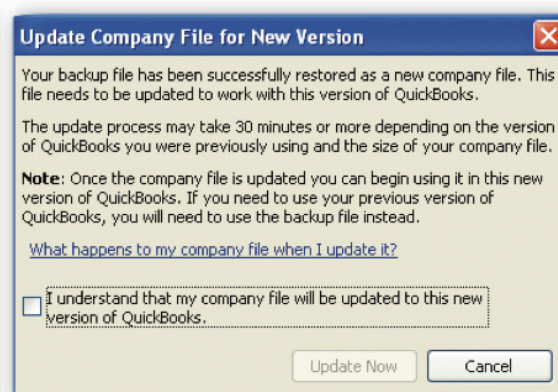 Update Company File for New Version
Your backup file has been successfully restored as a new company file. This
file needs to be updated to work with this version of QuickBooks.
The update process may take 30 minutes or more depending on the version
of QuickBooks you were previously using and the size of your company file.
Note: Once the company file is updated you can begin using it in this new
version of QuickBooks. If you need to use your previous version of
QuickBooks, you will need to use the backup file instead.
What happens to my company file when I update it?
I understand that my company file will be updated to this new
version of QuickBooks.
Update Now Cancel